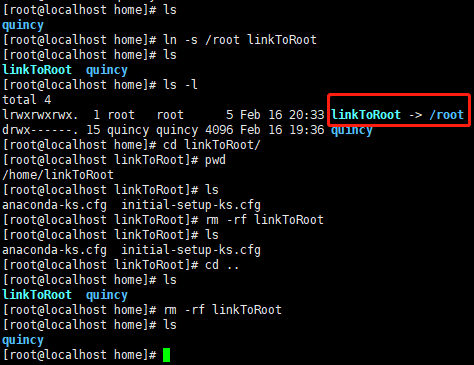 [root@localhost home]# ls
quincy
[root@localhost home]# ln -s /root linkToRoot
[root@localhost home]# ls
linkToRoot  quincy
[root@localhost home]# ls -l
total 4
lrwxrwxrwx.  1 root   root      5 Feb 16 20:33 linkToRoot -> /root
drwx------. 15 quincy quincy 4096 Feb 16 19:36 quincy
[root@localhost home]# cd linkToRoot/
[root@localhost linkToRoot]# pwd
/home/linkToRoot
[root@localhost linkToRoot]# ls
anaconda-ks.cfg  initial-setup-ks.cfg
[root@localhost linkToRoot]# rm -rf linkToRoot
[root@localhost linkToRoot]# ls
anaconda-ks.cfg  initial-setup-ks.cfg
[root@localhost linkToRoot]# cd ..
[root@localhost home]# ls
linkToRoot  quincy
[root@localhost home]# rm -rf linkToRoot
[root@localhost home]# ls
quincy
[root@localhost home]#